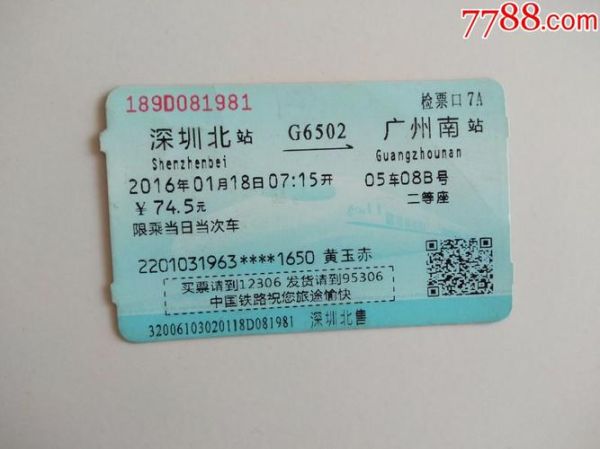 7788.com
189D081981 检票口 7A
深圳北 站 G6502 广州南 站
Shenzhenbei Guangzhounan
2016年01月18日07:15开 05车08B号
￥74.5元 二等座
限乘当日当次车
2201031963****1650 黄玉赤
买票请到12306 发货请到95306
中国铁路祝您旅途愉快
32006103020118D081981 深圳北售